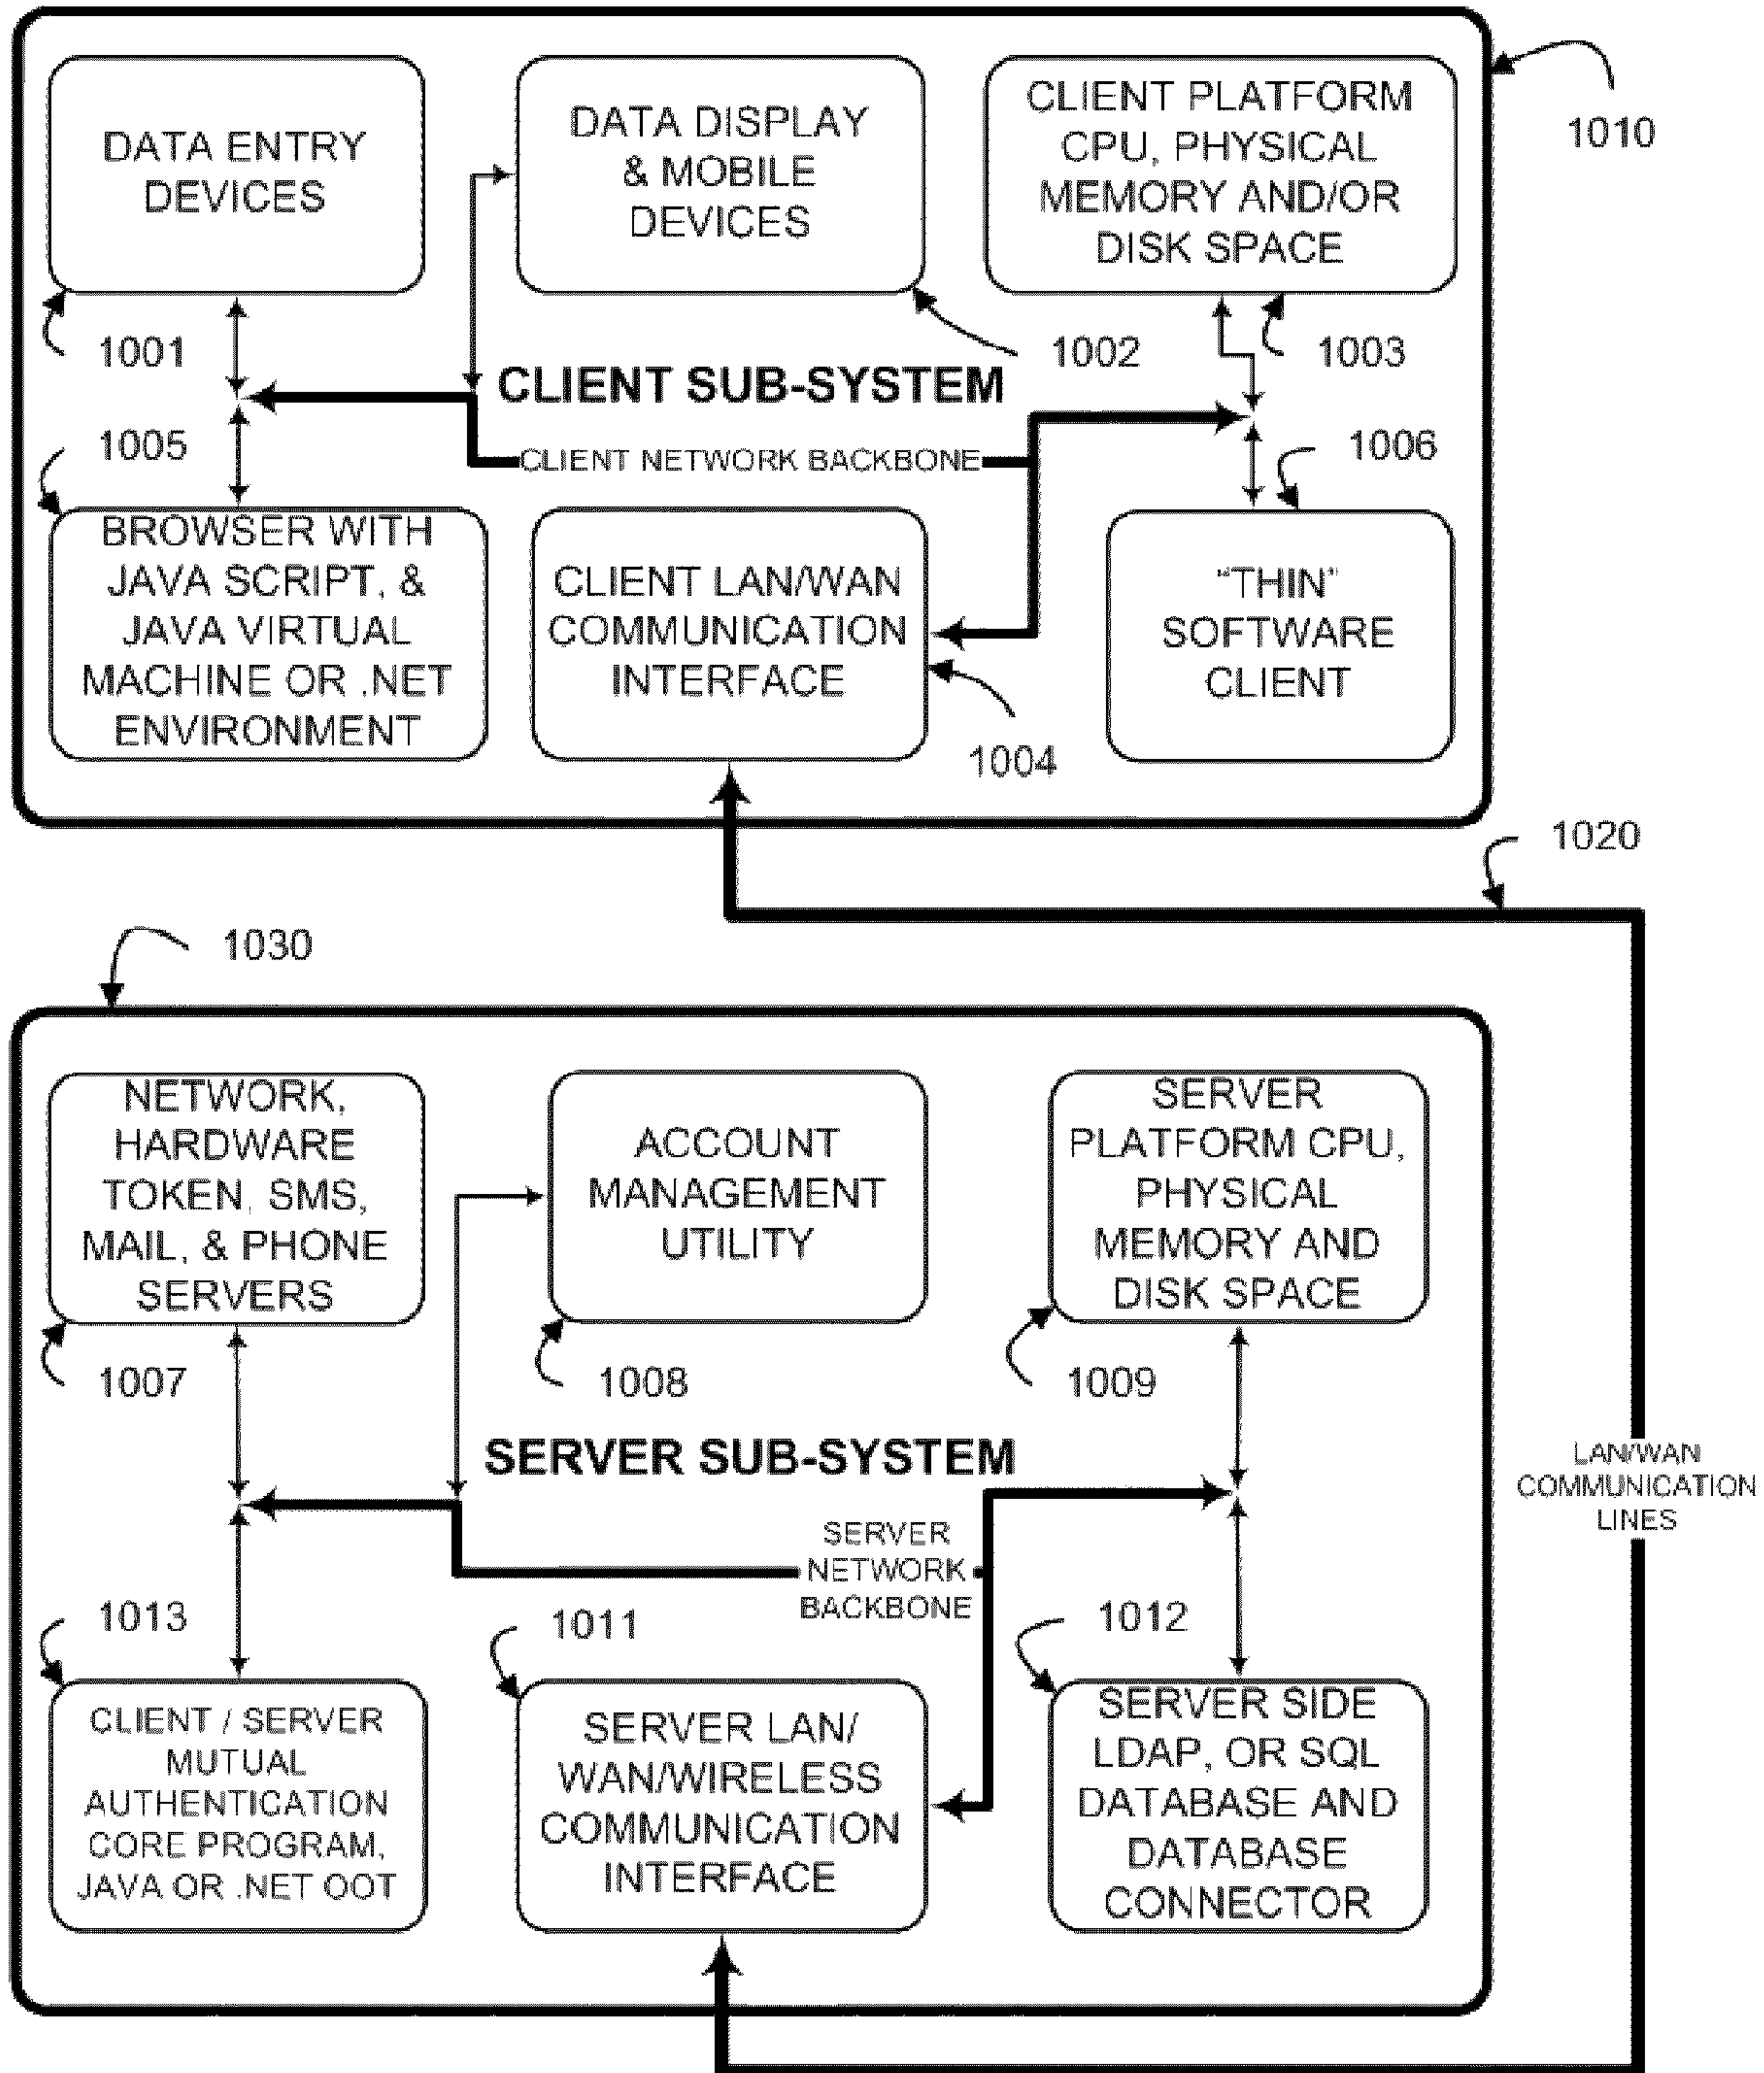 DATA ENTRY
DEVICES
DATA DISPLAY
& MOBILE
DEVICES
CLIENT PLATFORM
CPU, PHYSICAL
MEMORY AND/OR
DISK SPACE
1010
1001
1002
1003
CLIENT SUB-SYSTEM
1005
CLIENT NETWORK BACKBONE
1006
BROWSER WITH
JAVA SCRIPT, &
JAVA VIRTUAL
MACHINE OR .NET
ENVIRONMENT
CLIENT LAN/WAN
COMMUNICATION
INTERFACE
"THIN"
SOFTWARE
CLIENT
1004
1020
1030
NETWORK,
HARDWARE
TOKEN, SMS,
MAIL, & PHONE
SERVERS
ACCOUNT
MANAGEMENT
UTILITY
SERVER
PLATFORM CPU,
PHYSICAL
MEMORY AND
DISK SPACE
1007
1008
1009
SERVER SUB-SYSTEM
LAN/WAN
COMMUNICATION
LINES
SERVER
NETWORK
BACKBONE
1013
1011
1012
CLIENT / SERVER
MUTUAL
AUTHENTICATION
CORE PROGRAM,
JAVA OR .NET OOT
SERVER LAN/
WAN/WIRELESS
COMMUNICATION
INTERFACE
SERVER SIDE
LDAP, OR SQL
DATABASE AND
DATABASE
CONNECTOR